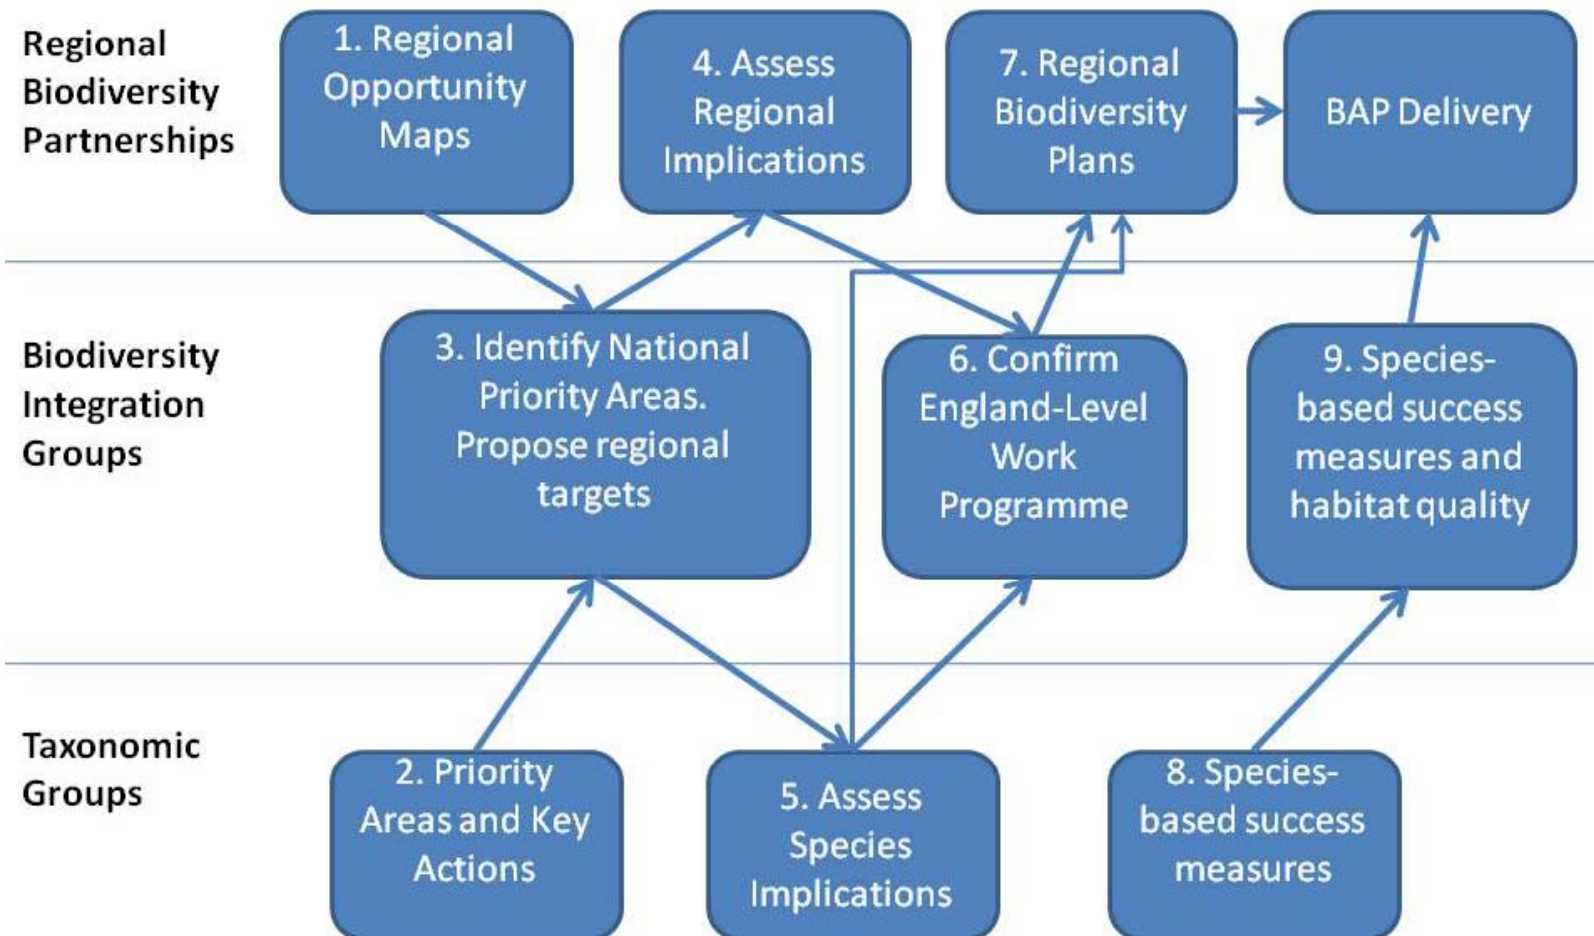 Regional
Biodiversity
Partnerships
1. Regional
Opportunity
Maps
4. Assess
Regional
Implications
7. Regional
Biodiversity
Plans
BAP Delivery
Biodiversity
Integration
Groups
3. Identify National
Priority Areas.
Propose regional
targets
6. Confirm
England-Level
Work
Programme
9. Species-
based success
measures and
habitat quality
Taxonomic
Groups
2. Priority
Areas and Key
Actions
5. Assess
Species
Implications
8. Species-
based success
measures